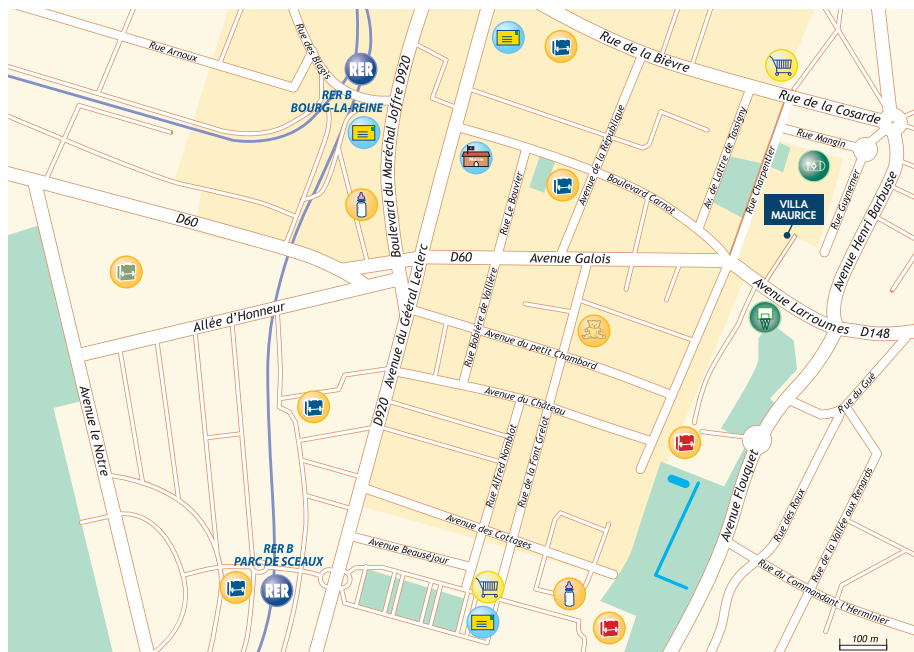 Rue Arnoux
Rue des Blagis
RER
RER B
BOURG-LA-REINE
Boulevard du Maréchal Joffre D920
Rue de la Bièvre
Rue de la Cosarde
Rue Mangin
Mairie
Avenue de la République
Av. de Lattre de Tassigny
Rue Charpentier
Boulevard Carnot
Rue Le Bouvier
VILLA
MAURICE
Rue Guynemer
Avenue Henri Barbusse
D60
D60
Avenue Galois
Avenue Larroumes
D148
Allée d'Honneur
D920
Avenue du Gééral Leclerc
Rue Bobière de Vallière
Avenue du petit Chambord
Avenue du Château
Rue du Gué
Avenue le Notre
Rue Alfred Nomblot
Rue de la Font Grelot
Avenue Flouquet
Rue des Roux
Rue de la Vallée aux Renards
Avenue des Cottages
Avenue Beauséjour
RER B
PARC DE SCEAUX
RER
Rue du Commandant l'Herminier
100 m